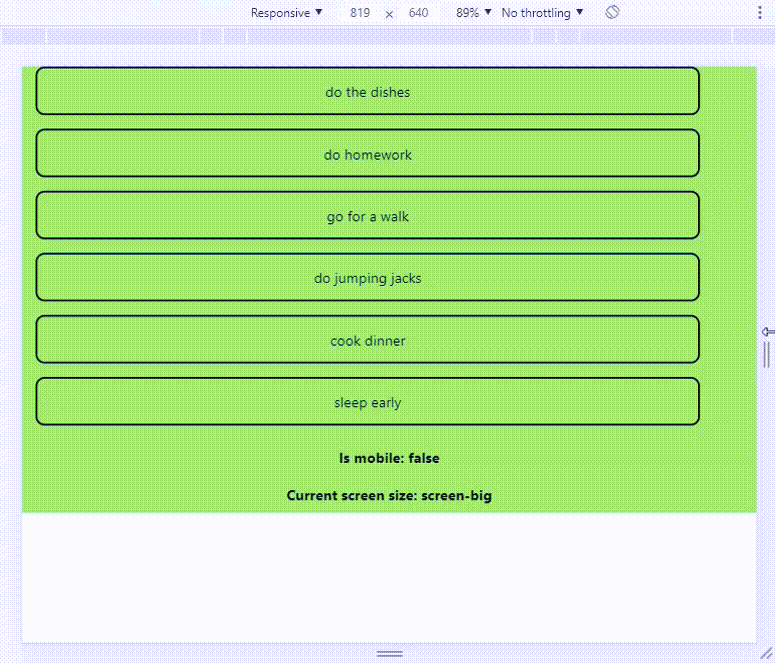 Responsive ▼ 819 × 640 89% ▼ No throttling ▼
do the dishes
do homework
go for a walk
do jumping jacks
cook dinner
sleep early
Is mobile: false
Current screen size: screen-big